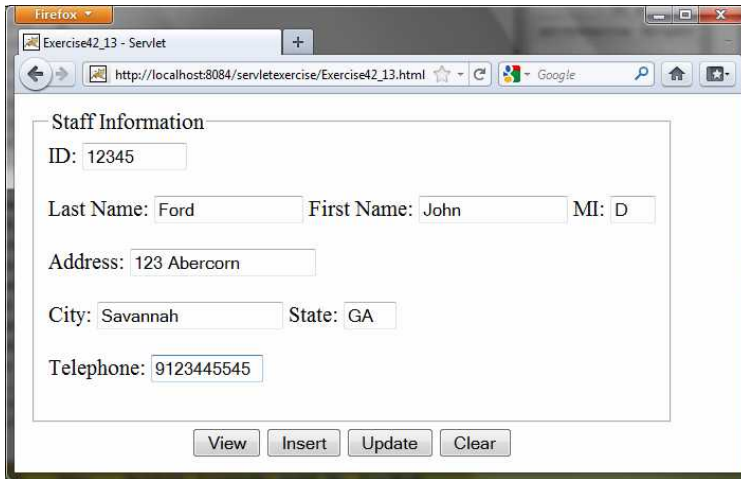 Firefox
Exercise42_13 - Servlet
http://localhost:8084/servletexercise/Exercise42_13.html Google
Staff Information
ID: 12345
Last Name: Ford First Name: John MI: D
Address: 123 Abercorn
City: Savannah State: GA
Telephone: 9123445545
View Insert Update Clear